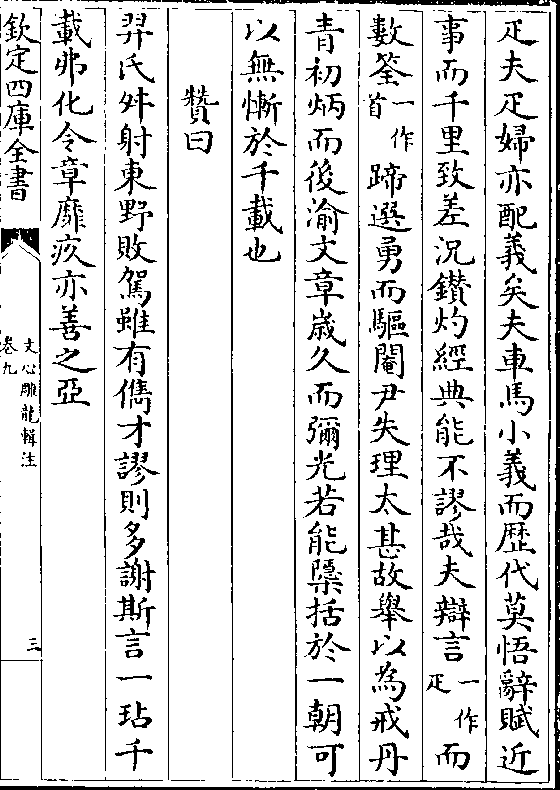 疋夫疋婦亦配義矣夫車馬小義而歴代莫悟辭賦近
事而千里致差況鑚灼經典能不謬哉夫辯言一作疋而
數筌一作首蹄選勇而驅閹尹失理太甚故舉以為戒丹
青初炳而後渝文章歲久而彌光若能檃括於一朝可
以無慚於千載也
贊曰
羿氏舛射東野敗駕雖有儁才謬則多謝斯言一玷千
載弗化令章靡疚亦善之亞
欽定四庫全書
文心雕龍輯注
卷九
三